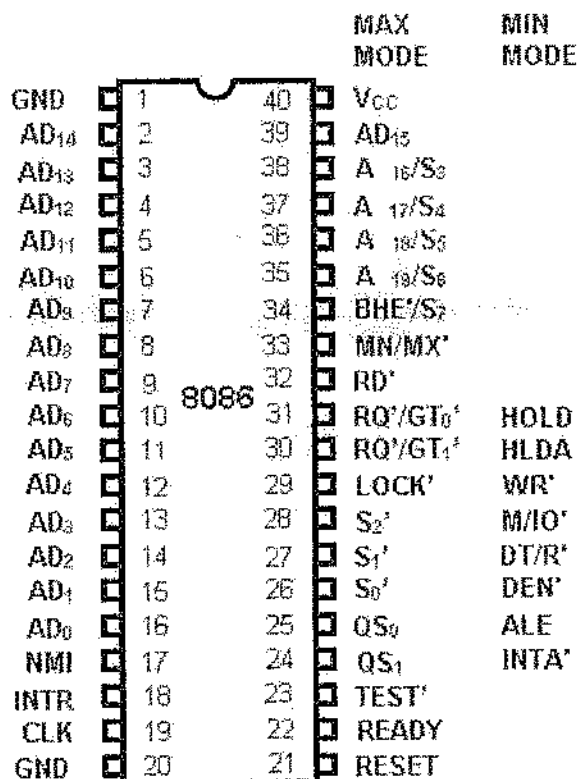 MAX MIN
MODE MODE
GND 1 40 Vcc
AD14 2 39 AD15
AD13 3 38 A 16/S3
AD12 4 37 A 17/S4
AD11 5 36 A 18/S5
AD10 6 35 A 19/S6
AD9 7 34 BHE'/S7
AD8 8 33 MN/MX'
AD7 9 32 RD'
8086
AD6 10 31 RQ'/GT0' HOLD
AD5 11 30 RQ'/GT1' HLDA
AD4 12 29 LOCK' WR'
AD3 13 28 S2' M/IO'
AD2 14 27 S1' DT/R'
AD1 15 26 S0' DEN'
AD0 16 25 QS0 ALE
NMI 17 24 QS1 INTA'
INTR 18 23 TEST'
CLK 19 22 READY
GND 20 21 RESET